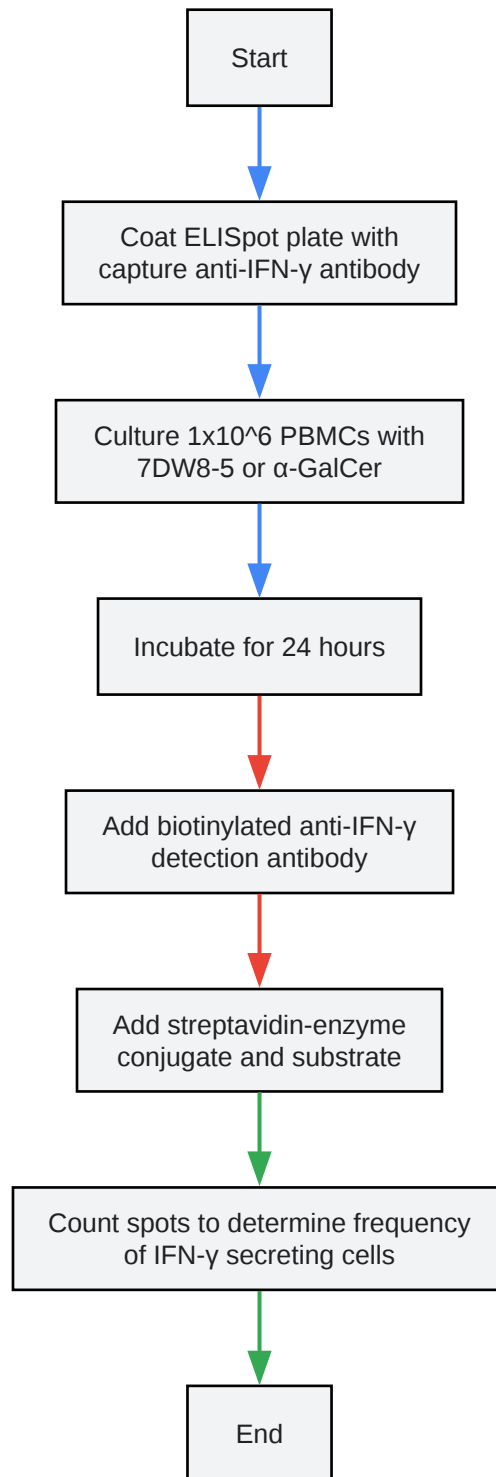 Start
Coat ELISpot plate with
capture anti-IFN-γ antibody
Culture 1x10^6 PBMCs with
7DW8-5 or α-GalCer
Incubate for 24 hours
Add biotinylated anti-IFN-γ
detection antibody
Add streptavidin-enzyme
conjugate and substrate
Count spots to determine frequency
of IFN-γ secreting cells
End